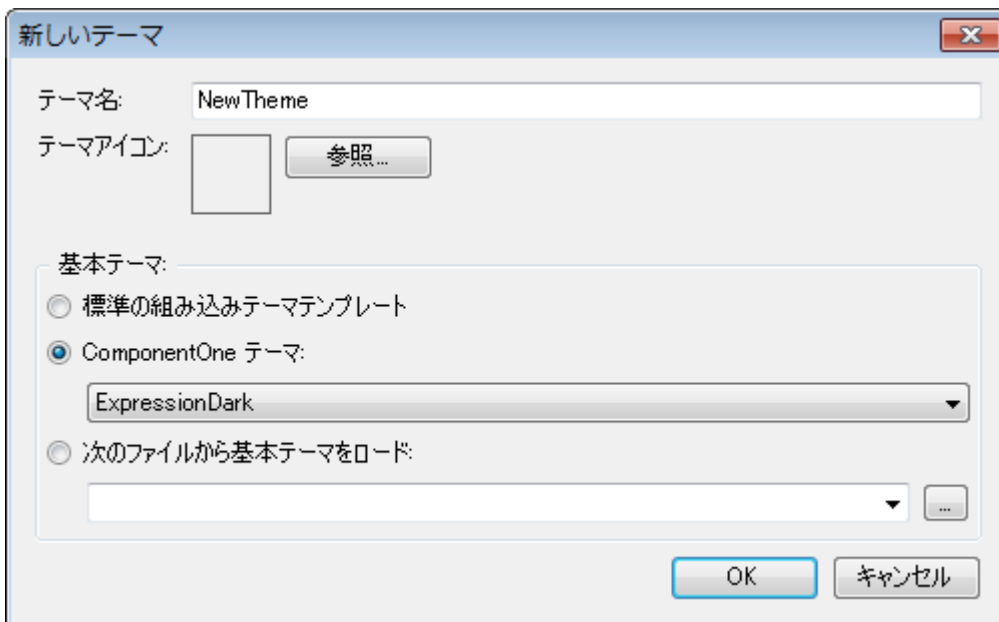 新しいテーマ
テーマ名: NewTheme
テーマアイコン: 参照...
基本テーマ:
標準の組み込みテーマテンプレート
ComponentOne テーマ:
ExpressionDark
次のファイルから基本テーマをロード:
...
OK キャンセル